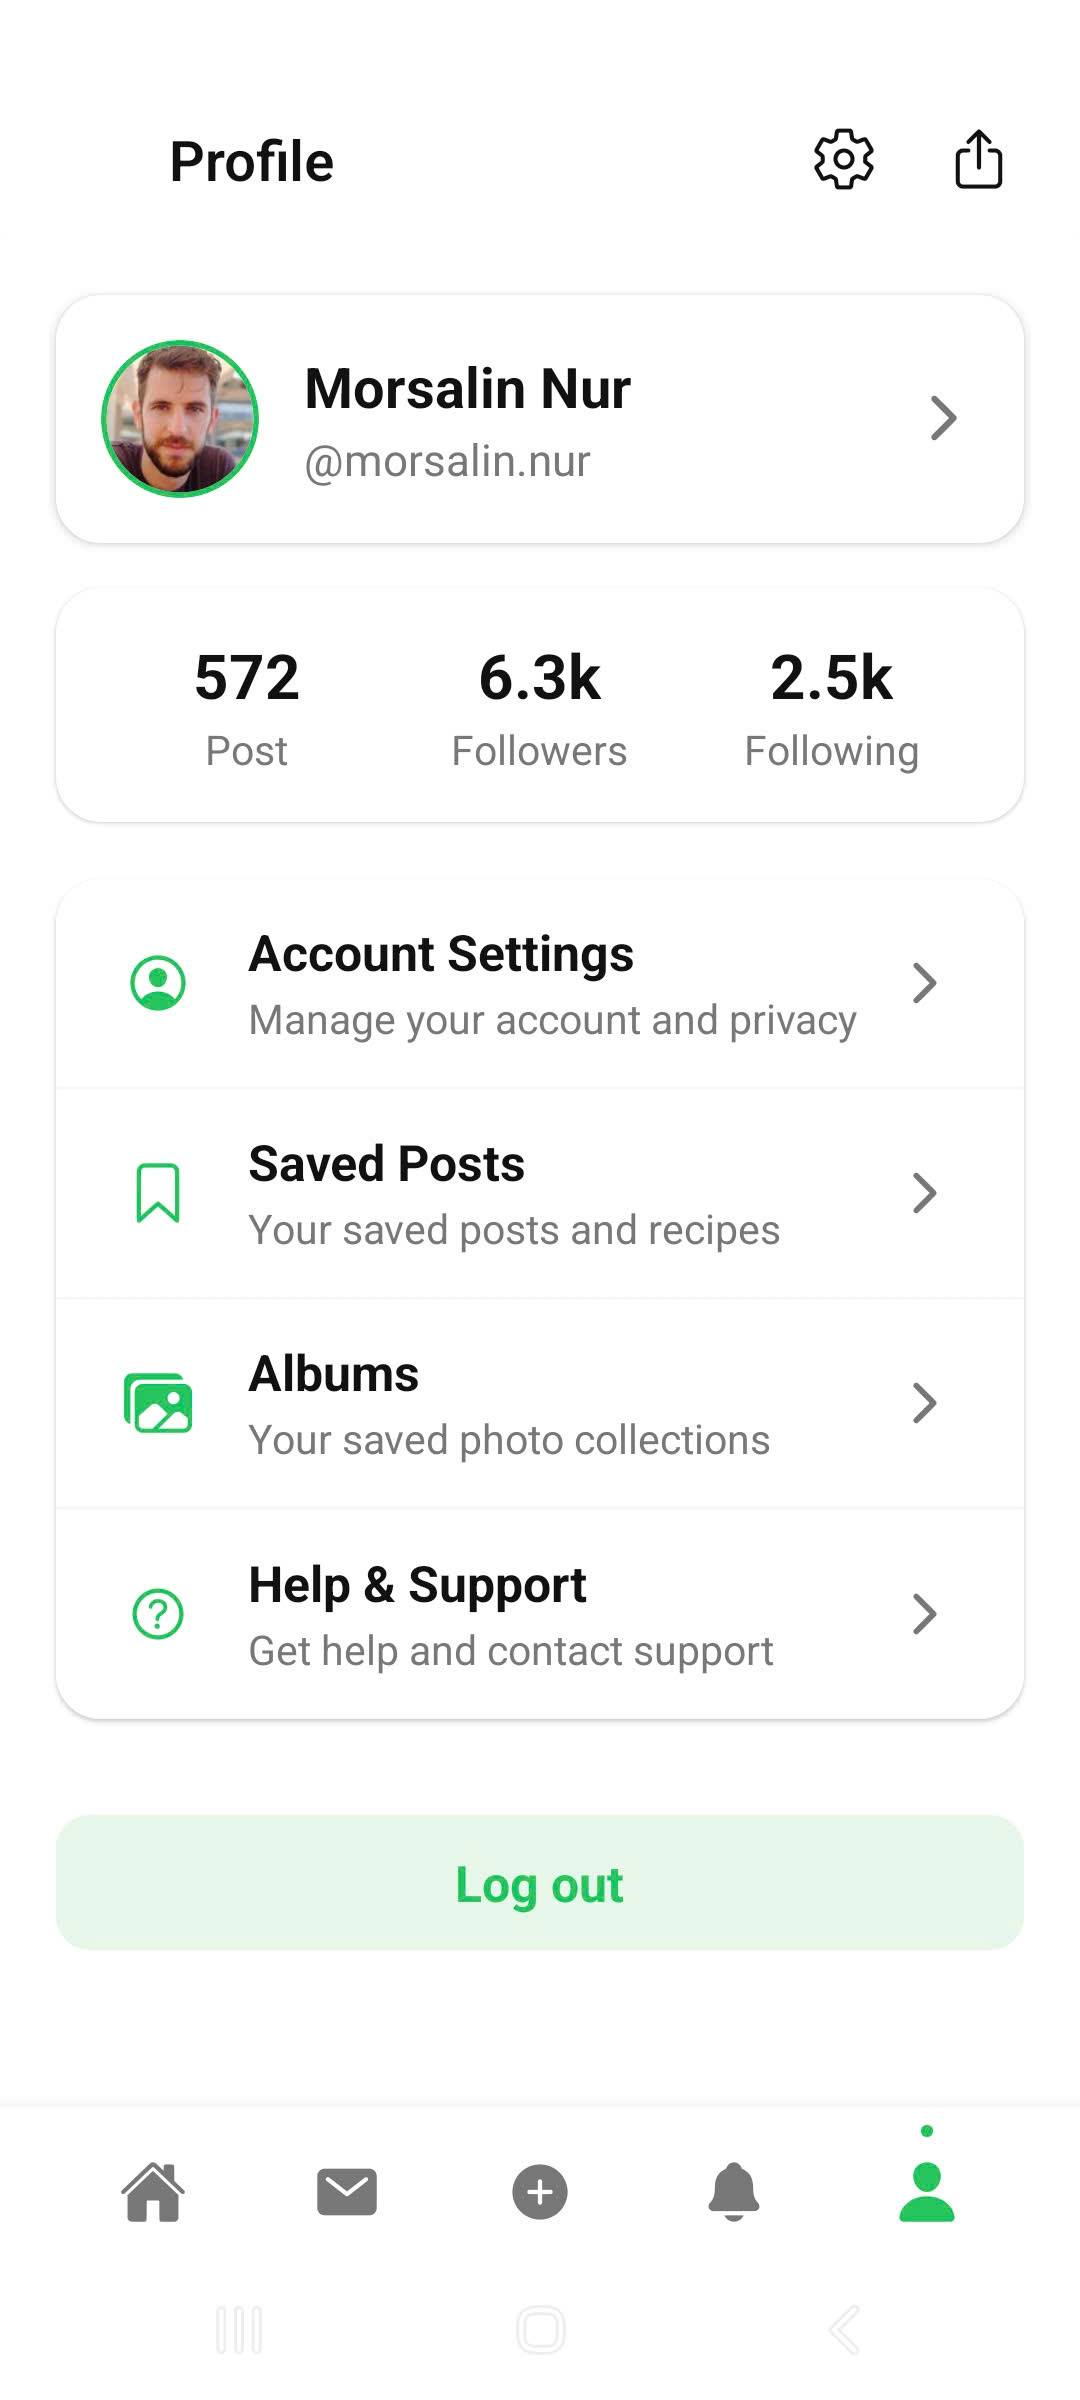 Profile
Morsalin Nur
@morsalin.nur
572 6.3k 2.5k
Post Followers Following
Account Settings
Manage your account and privacy
Saved Posts
Your saved posts and recipes
Albums
Your saved photo collections
Help & Support
Get help and contact support
Log out